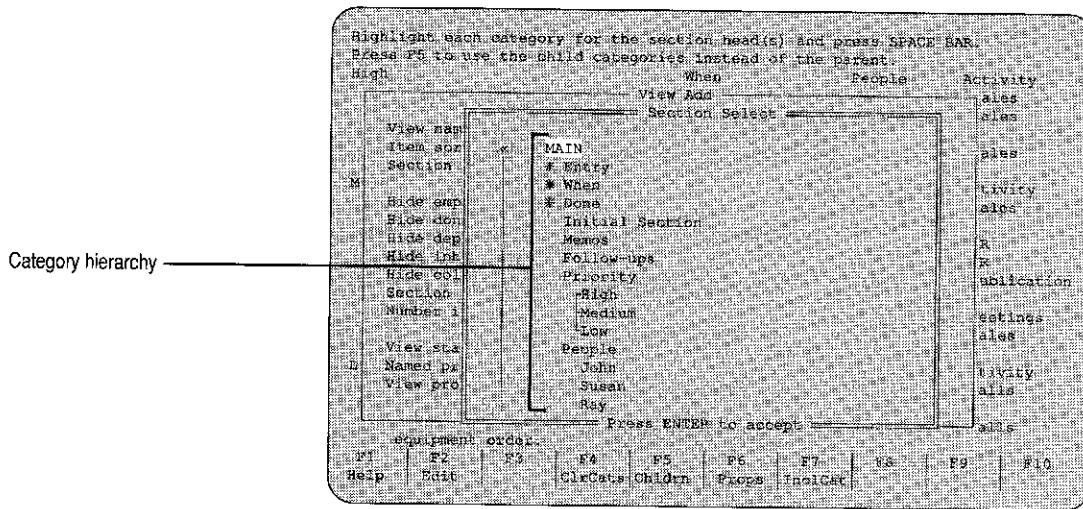 Highlight each category for the section head(s) and press SPACE BAR.
Press F5 to use the child categories instead of the parent.
High When People Activity
View Add
ales
Section Select
ales
View nam
Item sor « MAIN ales
Section * Entry
M * When tivity
Hide emp * Done ales
Hide don Initial Section
Hide dep Memos R
Category hierarchy
Hide int Follow-ups R
Hide col Priority ublication
Section High
Number i Medium estings
Low ales
View sta People
L Named pr John tivity
View pro Susan alls
Ray
Press ENTER to accept alls
equipment order.
F1 F2 F3 F4 F5 F6 F7 F8 F9 F10
Help Edit ClrCats Chldrn Props InclCat